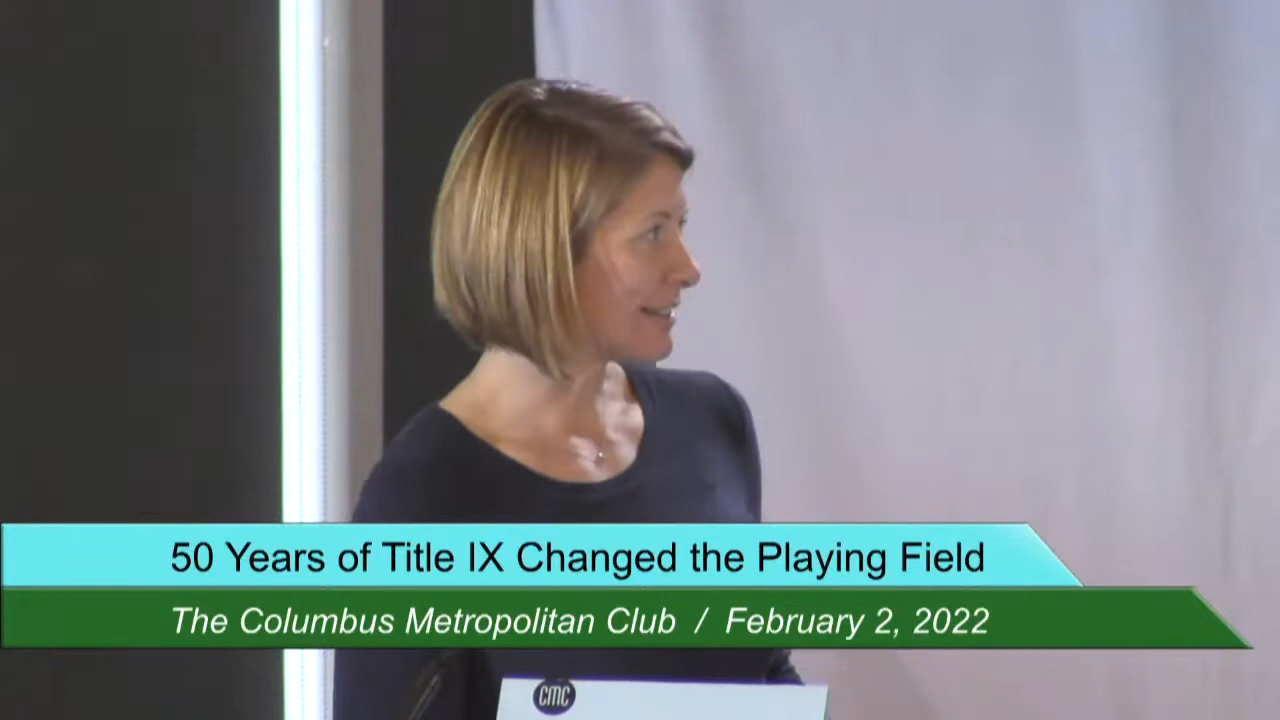 50 Years of Title IX Changed the Playing Field
The Columbus Metropolitan Club / February 2, 2022
cmc